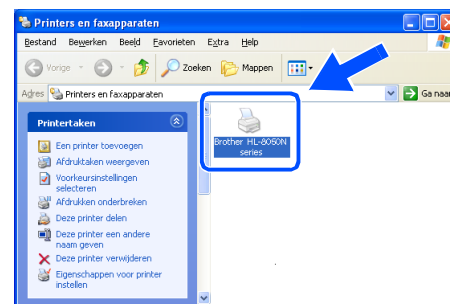 Printers en faxapparaten
Bestand Bewerken Beeld Favorieten Extra Help
Vorige Zoeken Mappen
Adres Printers en faxapparaten Ga naar
Printertaken
Een printer toevoegen
Afdruktaken weergeven
Voorkeursinstellingen
selecteren
Afdrukken onderbreken
Deze printer delen
Deze printer een andere
naam geven
Deze printer verwijderen
Eigenschappen voor printer
instellen
Brother HL-8050N
series